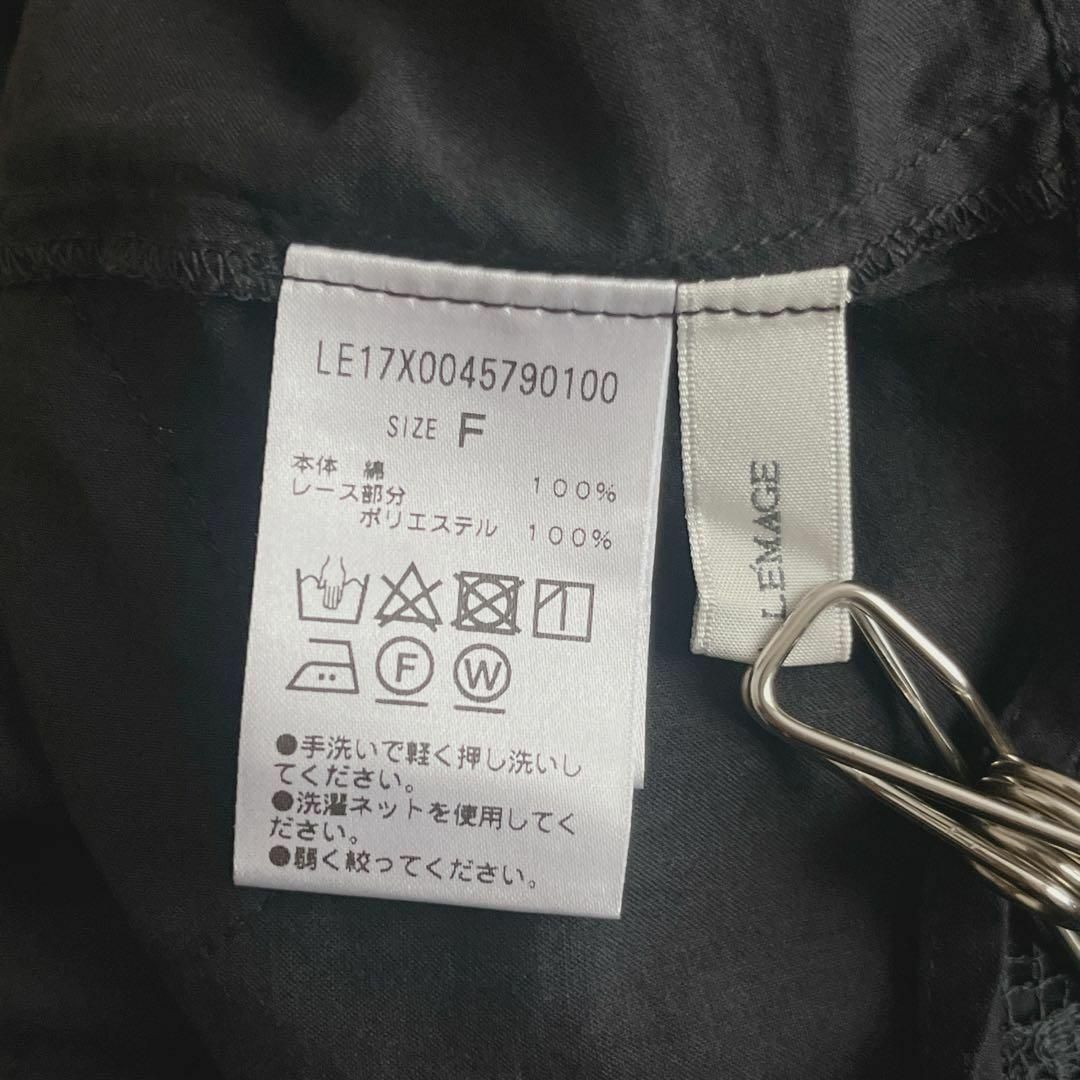 LE17X0045790100
SIZE F
本体 綿 100%
レース部分
ポリエステル 100%
F W
●手洗いで軽く押し洗いし
てください。
●洗濯ネットを使用してく
ださい。
●弱く絞ってください。
LÉMAGE